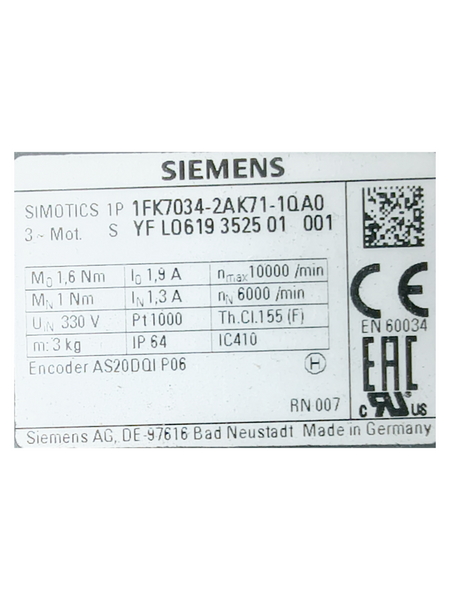 SIEMENS
SIMOTICS 1P 1FK7034-2AK71-1QA0
3 ~ Mot. S YF L0619 3525 01 001
M0 1,6 Nm I0 1,9 A nmax 10000 /min
MN 1 Nm IN 1,3 A nN 6000 /min
UiN 330 V Pt1000 Th.Cl.155 (F)
m: 3 kg IP 64 IC410
CE
EN 60034
Encoder AS20DQI P06 H
EAC
RN 007
c RU US
Siemens AG, DE-97616 Bad Neustadt Made in Germany